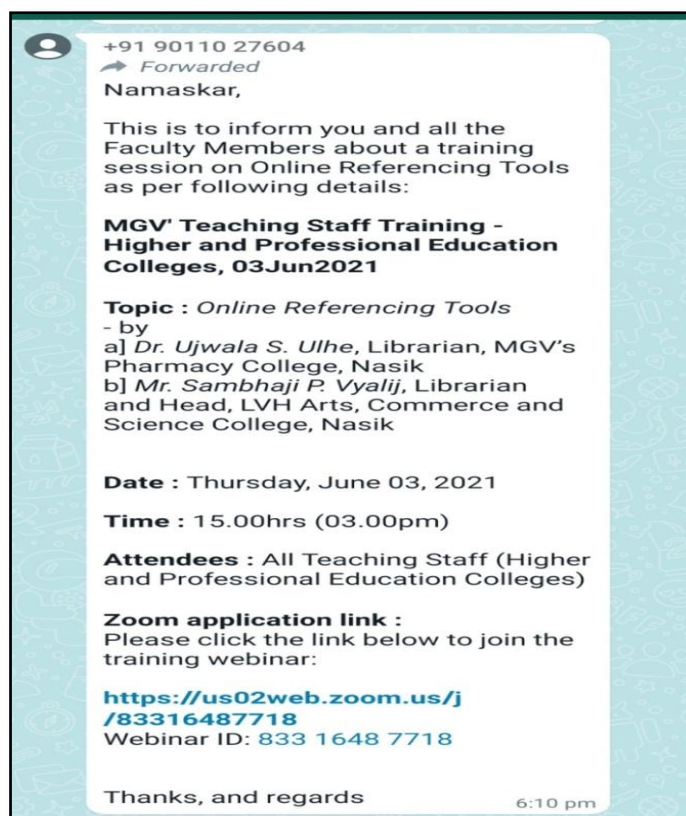 +91 90110 27604
Forwarded
Namaskar,
This is to inform you and all the
Faculty Members about a training
session on Online Referencing Tools
as per following details:
MGV' Teaching Staff Training -
Higher and Professional Education
Colleges, 03Jun2021
Topic : Online Referencing Tools
- by
a] Dr. Ujwala S. Ulhe, Librarian, MGV's
Pharmacy College, Nasik
b] Mr. Sambhaji P. Vyalij, Librarian
and Head, LVH Arts, Commerce and
Science College, Nasik
Date : Thursday, June 03, 2021
Time : 15.00hrs (03.00pm)
Attendees : All Teaching Staff (Higher
and Professional Education Colleges)
Zoom application link :
Please click the link below to join the
training webinar:
https://us02web.zoom.us/j
/83316487718
Webinar ID: 833 1648 7718
Thanks, and regards
6:10 pm